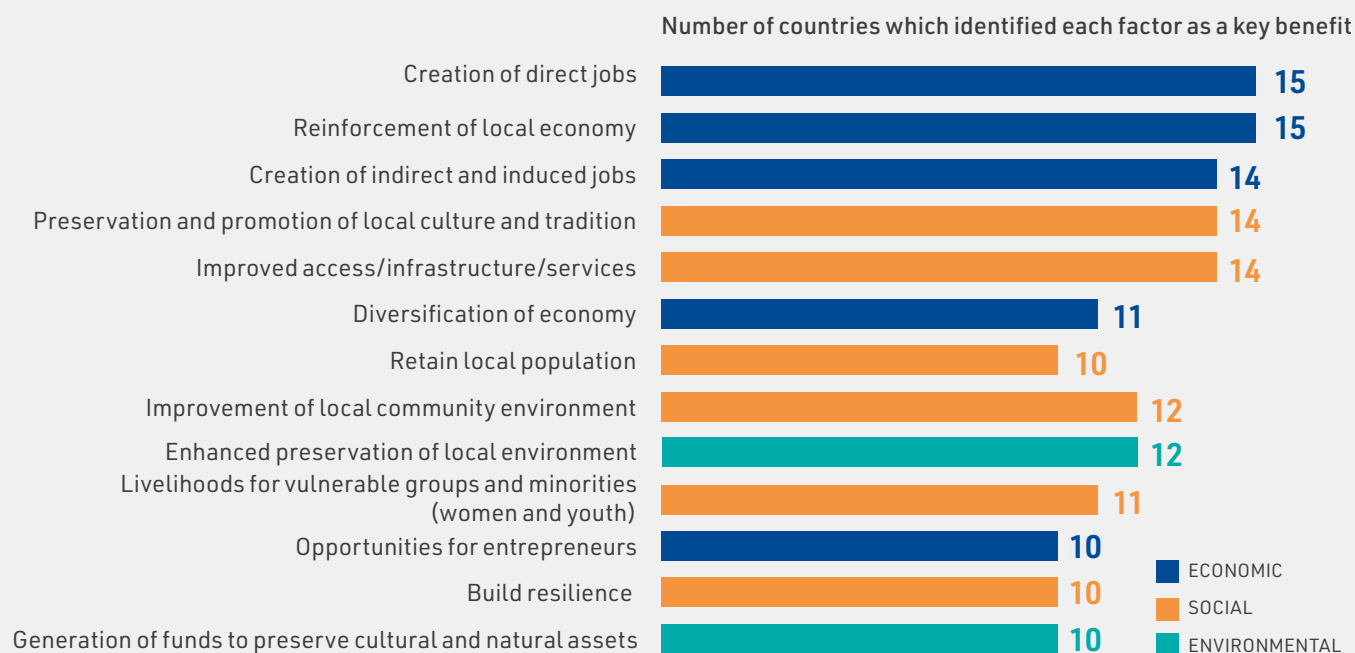 Number of countries which identified each factor as a key benefit
Creation of direct jobs 15
Reinforcement of local economy 15
Creation of indirect and induced jobs 14
Preservation and promotion of local culture and tradition 14
Improved access/infrastructure/services 14
Diversification of economy 11
Retain local population 10
Improvement of local community environment 12
Enhanced preservation of local environment 12
Livelihoods for vulnerable groups and minorities
(women and youth) 11
Opportunities for entrepreneurs 10
Build resilience 10
Generation of funds to preserve cultural and natural assets 10
ECONOMIC
SOCIAL
ENVIRONMENTAL